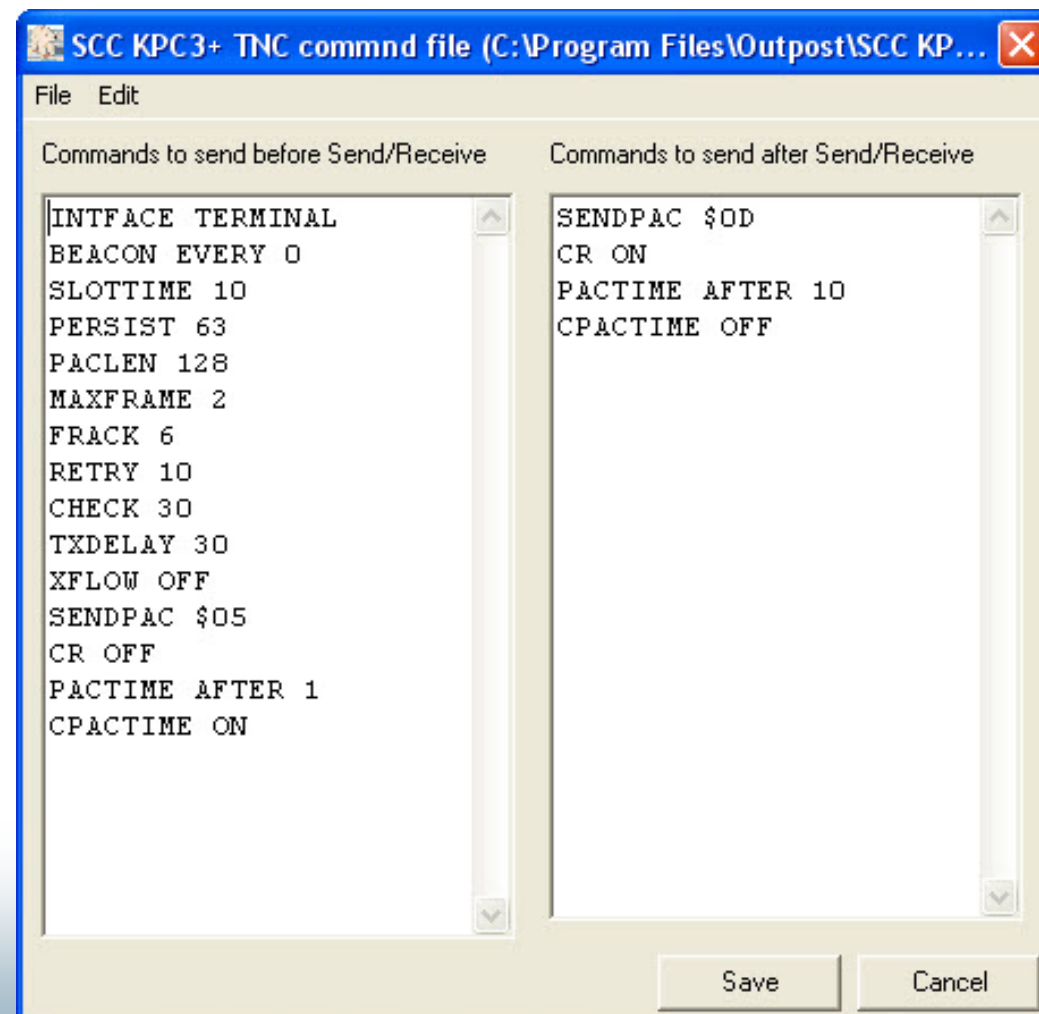 SCC KPC3+ TNC commnd file (C:\Program Files\Outpost\SCC KP...
File Edit
Commands to send before Send/Receive
INTFACE TERMINAL
BEACON EVERY 0
SLOTTIME 10
PERSIST 63
PACLEN 128
MAXFRAME 2
FRACK 6
RETRY 10
CHECK 30
TXDELAY 30
XFLOW OFF
SENDPAC $05
CR OFF
PACTIME AFTER 1
CPACTIME ON
Commands to send after Send/Receive
SENDPAC $0D
CR ON
PACTIME AFTER 10
CPACTIME OFF
Save Cancel